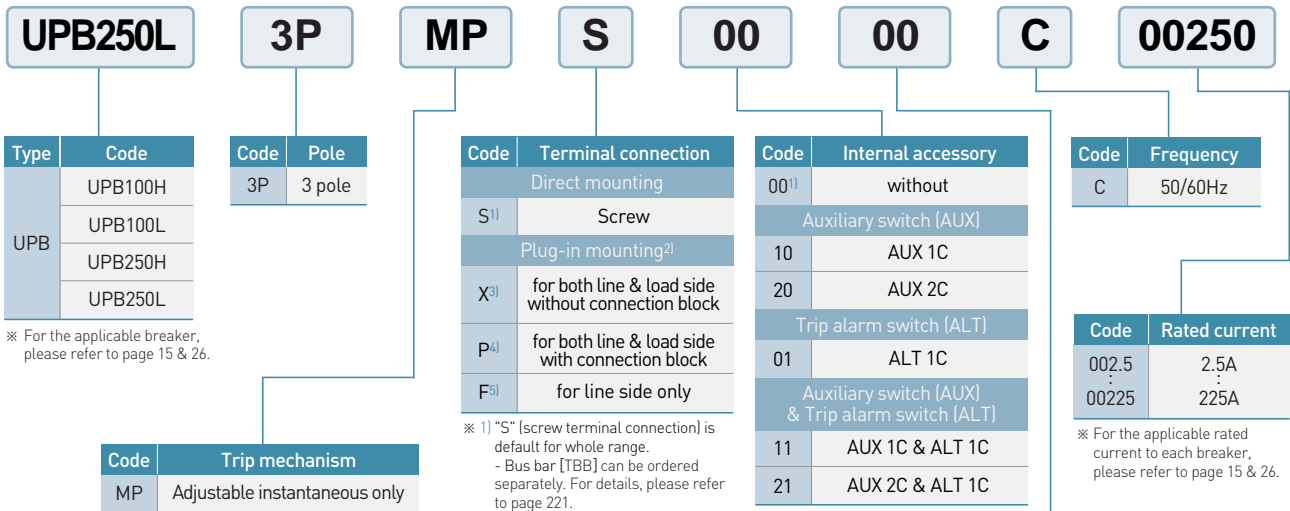 UPB250L 3P MP S 00 00 C 00250
Type Code
UPB
UPB100H
UPB100L
UPB250H
UPB250L
※ For the applicable breaker,
please refer to page 15 & 26.
Code Pole
3P 3 pole
Code Trip mechanism
MP Adjustable instantaneous only
Code Terminal connection
Direct mounting
S1) Screw
Plug-in mounting2)
X3) for both line & load side
without connection block
P4) for both line & load side
with connection block
F5) for line side only
※ 1) "S" (screw terminal connection) is
default for whole range.
- Bus bar [TBB] can be ordered
separately. For details, please refer
to page 221.
Code Internal accessory
001) without
Auxiliary switch (AUX)
10 AUX 1C
20 AUX 2C
Trip alarm switch (ALT)
01 ALT 1C
Auxiliary switch (AUX)
& Trip alarm switch (ALT)
11 AUX 1C & ALT 1C
21 AUX 2C & ALT 1C
Code Frequency
C 50/60Hz
Code Rated current
002.5 2.5A
: :
00225 225A
※ For the applicable rated
current to each breaker,
please refer to page 15 & 26.